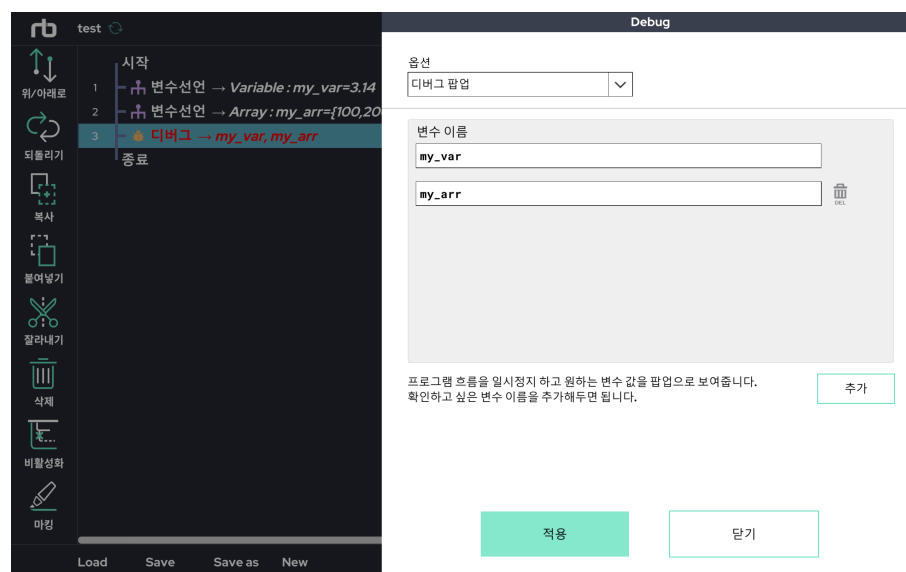 rb
test
시작
1 변수선언 → Variable : my_var=3.14
2 변수선언 → Array : my_arr={100,20
3 디버그 → my_var, my_arr
종료
위/아래로
되돌리기
복사
붙여넣기
잘라내기
삭제
비활성화
마킹
Load Save Save as New
Debug
옵션
디버그 팝업
변수 이름
my_var
my_arr
DEL
프로그램 흐름을 일시정지 하고 원하는 변수 값을 팝업으로 보여줍니다.
확인하고 싶은 변수 이름을 추가해두면 됩니다.
추가
적용
닫기